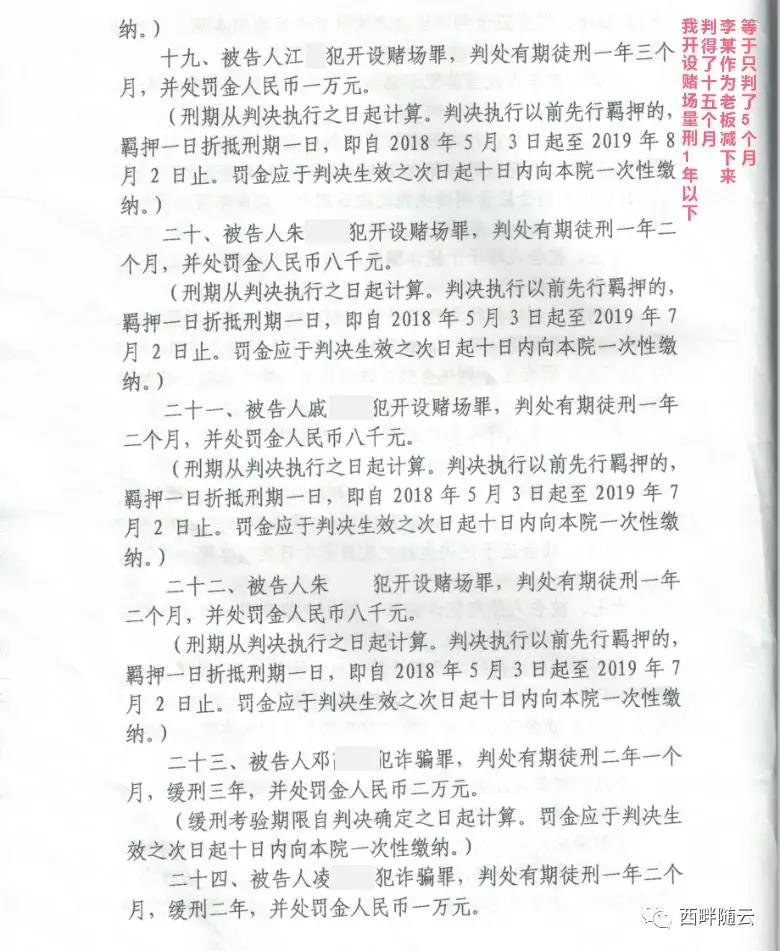 纳。）
十九、被告人江 犯开设赌场罪，判处有期徒刑一年三个
月，并处罚金人民币一万元。
（刑期从判决执行之日起计算。判决执行以前先行羁押的，
羁押一日折抵刑期一日，即自 2018 年 5 月 3 日起至 2019 年 8
月 2 日止。罚金应于判决生效之次日起十日内向本院一次性缴
纳。）
二十、被告人朱 犯开设赌场罪，判处有期徒刑一年二
个月，并处罚金人民币八千元。
（刑期从判决执行之日起计算。判决执行以前先行羁押的，
羁押一日折抵刑期一日，即自 2018 年 5 月 3 日起至 2019 年 7
月 2 日止。罚金应于判决生效之次日起十日内向本院一次性缴
纳。）
二十一、被告人戚 犯开设赌场罪，判处有期徒刑一年
二个月，并处罚金人民币八千元。
（刑期从判决执行之日起计算。判决执行以前先行羁押的，
羁押一日折抵刑期一日，即自 2018 年 5 月 3 日起至 2019 年 7
月 2 日止。罚金应于判决生效之次日起十日内向本院一次性缴
纳。）
二十二、被告人朱 犯开设赌场罪，判处有期徒刑一年
二个月，并处罚金人民币八千元。
（刑期从判决执行之日起计算。判决执行以前先行羁押的，
羁押一日折抵刑期一日，即自 2018 年 5 月 3 日起至 2019 年 7
月 2 日止。罚金应于判决生效之次日起十日内向本院一次性缴
纳。）
二十三、被告人邓 犯诈骗罪，判处有期徒刑二年一个
月，缓刑三年，并处罚金人民币二万元。
（缓刑考验期限自判决确定之日起计算。罚金应于判决生
效之次日起十日内向本院一次性缴纳。）
二十四、被告人凌 犯诈骗罪，判处有期徒刑一年二个
月，缓刑二年，并处罚金人民币一万元。
我开设赌场量刑1年以下
判得了十五个月
李某作为老板减下来
等于只判了5个月
西畔随云